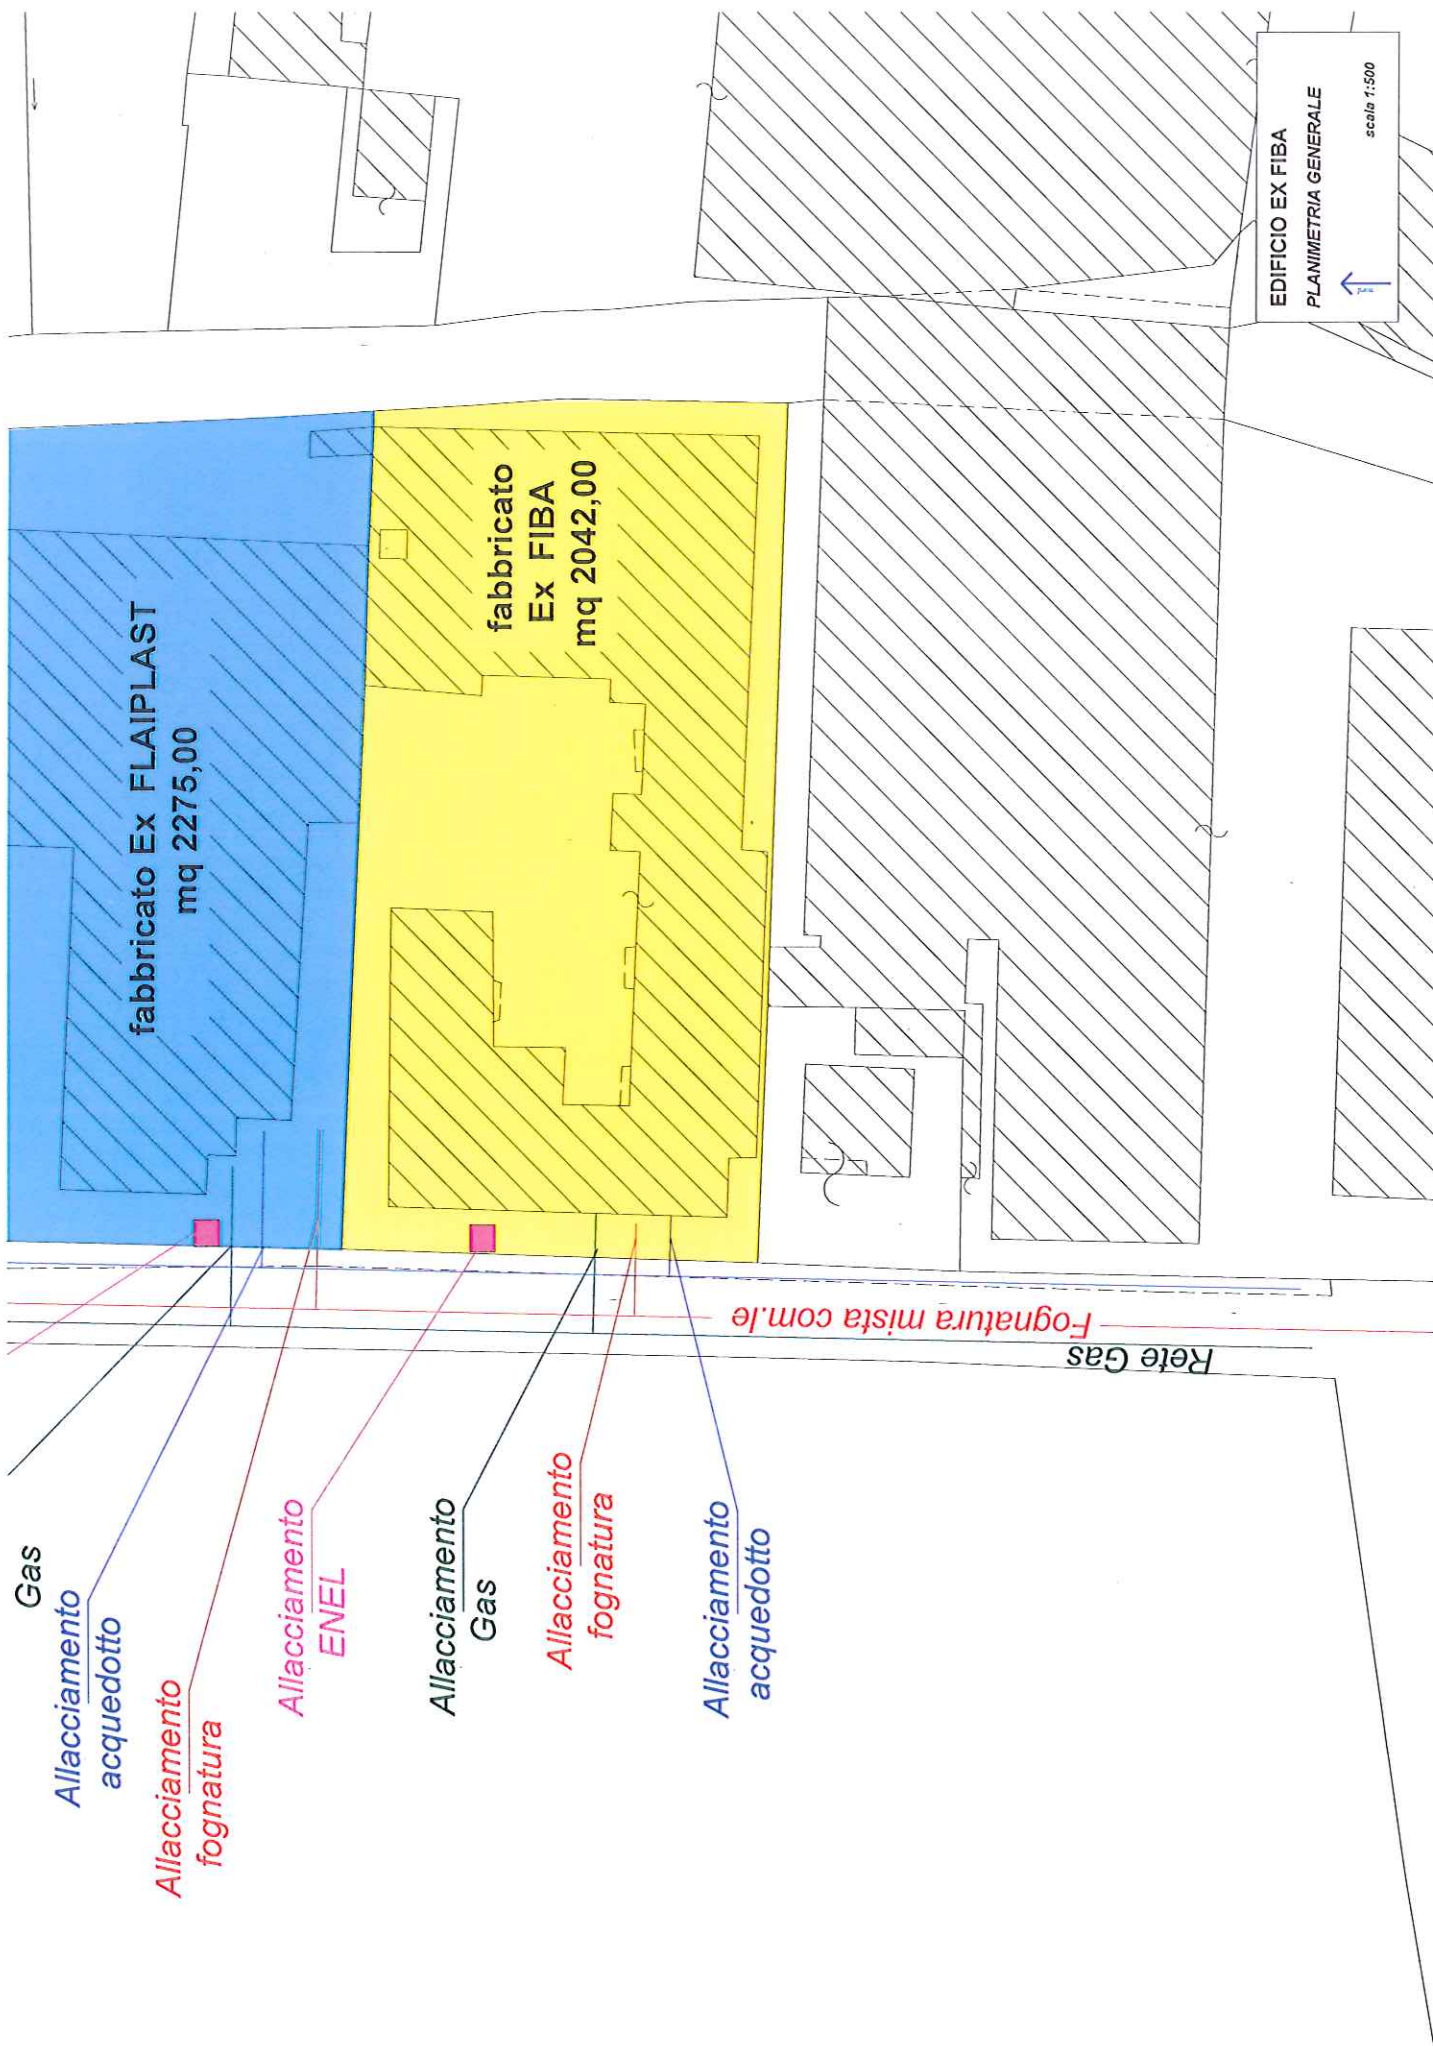 Gas
Allacciamento
acquedotto
Allacciamento
fognatura
Allacciamento
ENEL
Allacciamento
Gas
Allacciamento
fognatura
Allacciamento
acquedotto
Fognatura mista com.le
Rete Gas
fabbricato Ex FLAIPLAST
mq 2275,00
fabbricato
Ex FIBA
mq 2042,00
EDIFICIO EX FIBA
PLANIMETRIA GENERALE
scala 1:500